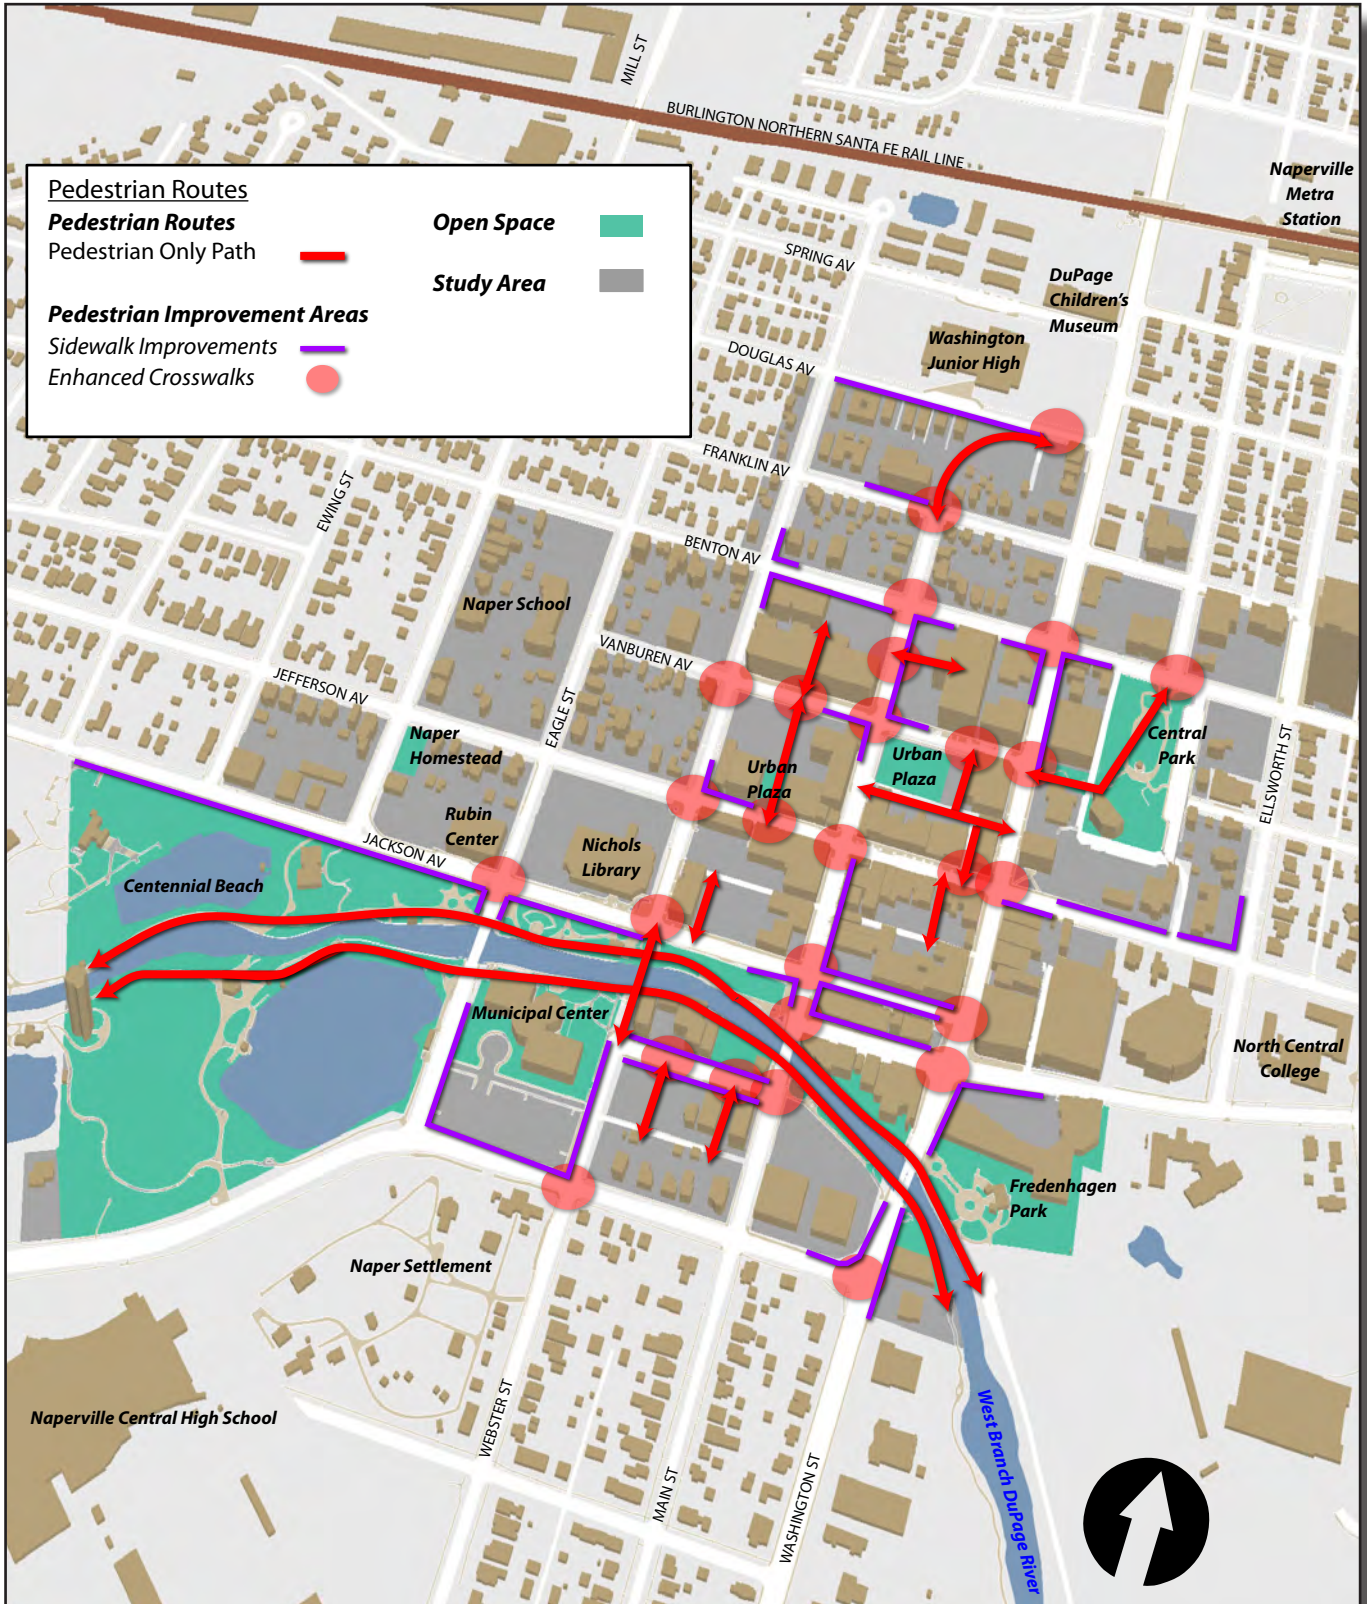 MILL ST
BURLINGTON NORTHERN SANTA FE RAIL LINE
Naperville
Metra
Station
Pedestrian Routes
Pedestrian Routes
Pedestrian Only Path
Open Space
Study Area
Pedestrian Improvement Areas
Sidewalk Improvements
Enhanced Crosswalks
SPRING AV
DuPage
Children's
Museum
Washington
Junior High
DOUGLAS AV
FRANKLIN AV
EWING ST
BENTON AV
Naper School
VANBUREN AV
JEFFERSON AV
EAGLE ST
Naper
Homestead
Urban
Plaza
Urban
Plaza
Central
Park
ELLSWORTH ST
Rubin
Center
JACKSON AV
Nichols
Library
Centennial Beach
Municipal Center
North Central
College
Fredenhagen
Park
Naper Settlement
Naperville Central High School
WEBSTER ST
MAIN ST
WASHINGTON ST
West Branch DuPage River